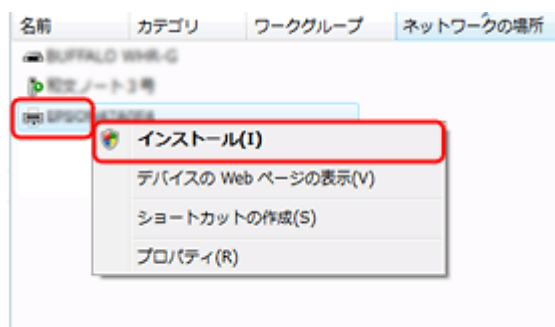 名前 カテゴリ ワークグループ ネットワークの場所
BUFFALO WHR-G
インストール(I)
デバイスの Web ページの表示(V)
ショートカットの作成(S)
プロパティ(R)